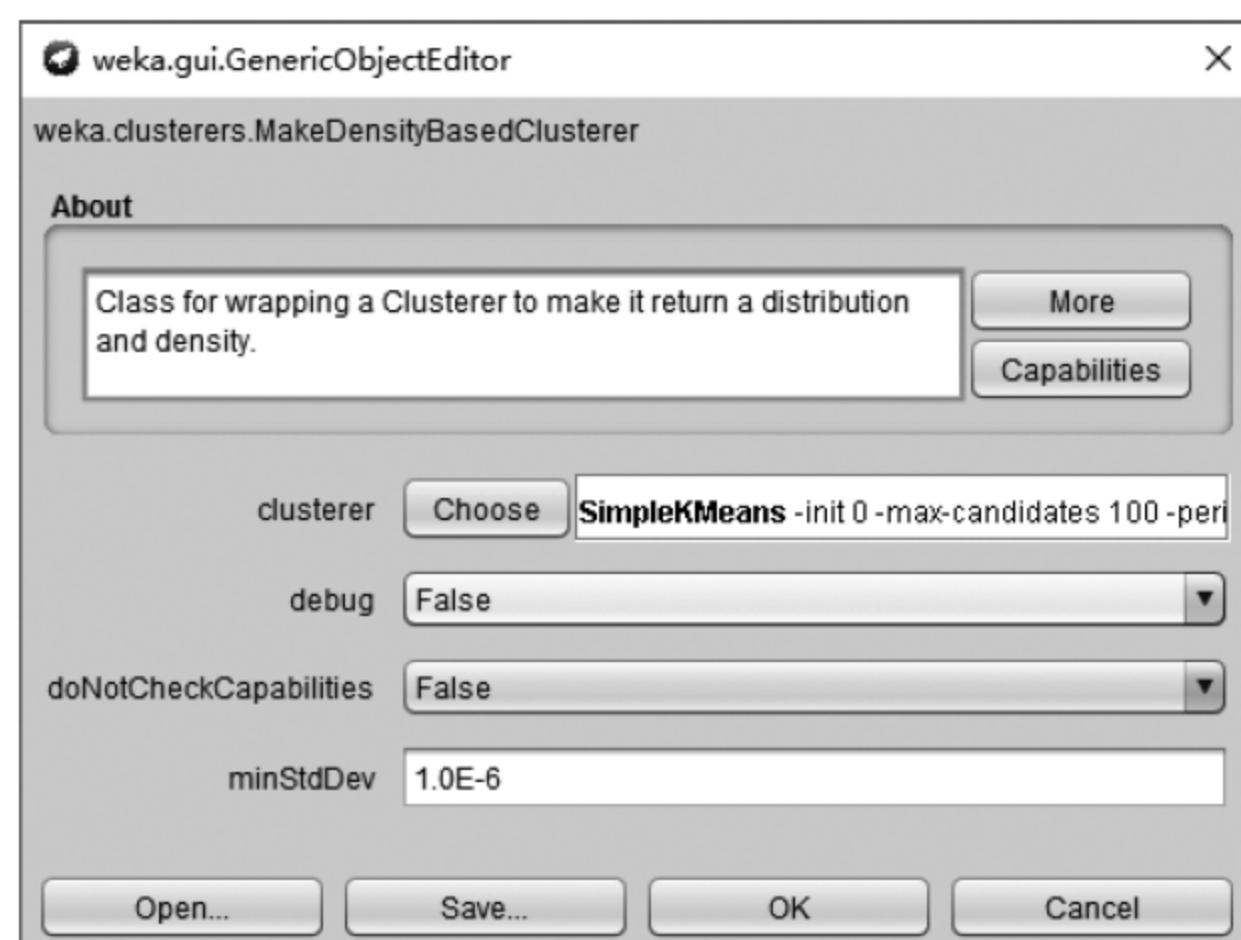 weka.gui.GenericObjectEditor
weka.clusterers.MakeDensityBasedClusterer
About
Class for wrapping a Clusterer to make it return a distribution
and density.
More
Capabilities
clusterer Choose SimpleKMeans -init 0 -max-candidates 100 -peri
debug False
doNotCheckCapabilities False
minStdDev 1.0E-6
Open... Save... OK Cancel